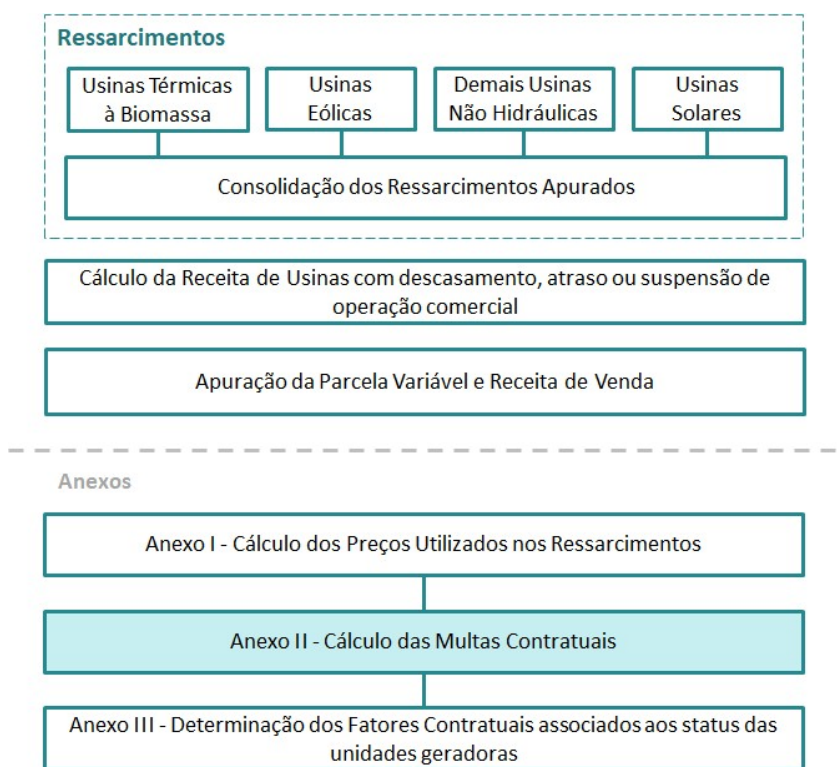 Ressarcimentos
Usinas Térmicas
à Biomassa
Usinas
Eólicas
Demais Usinas
Não Hidráulicas
Usinas
Solares
Consolidação dos Ressarcimentos Apurados
Cálculo da Receita de Usinas com descasamento, atraso ou suspensão de
operação comercial
Apuração da Parcela Variável e Receita de Venda
Anexos
Anexo I - Cálculo dos Preços Utilizados nos Ressarcimentos
Anexo II - Cálculo das Multas Contratuais
Anexo III - Determinação dos Fatores Contratuais associados aos status das
unidades geradoras